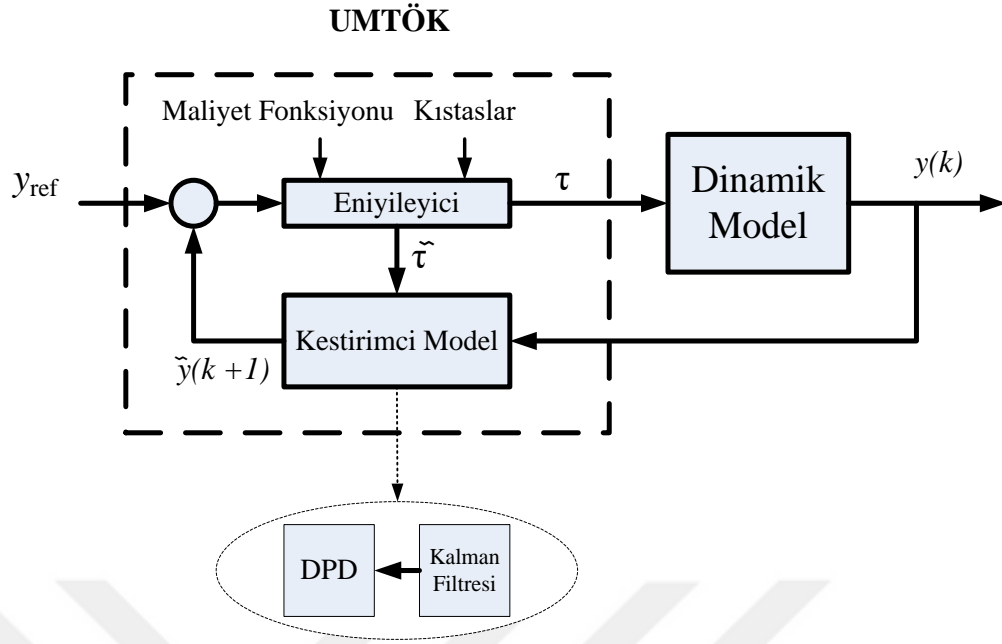 UMTÖK
Maliyet Fonksiyonu
Kıstaslar
y_ref
Eniyileyici
τ
Dinamik
Model
y(k)
τ̃
Kestirimci Model
ỹ(k +1)
DPD
Kalman
Filtresi